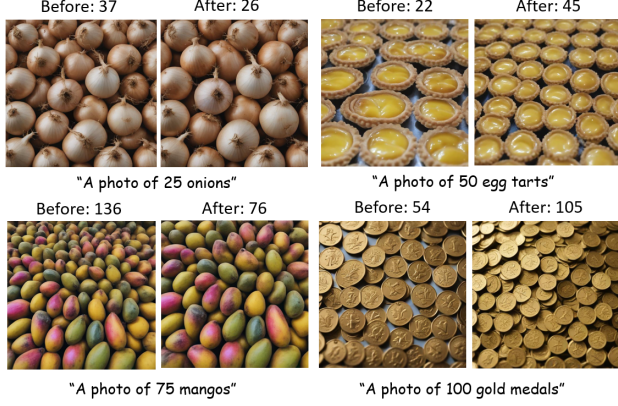 Before: 37 After: 26 Before: 22 After: 45
"A photo of 25 onions" "A photo of 50 egg tarts"
Before: 136 After: 76 Before: 54 After: 105
"A photo of 75 mangos" "A photo of 100 gold medals"